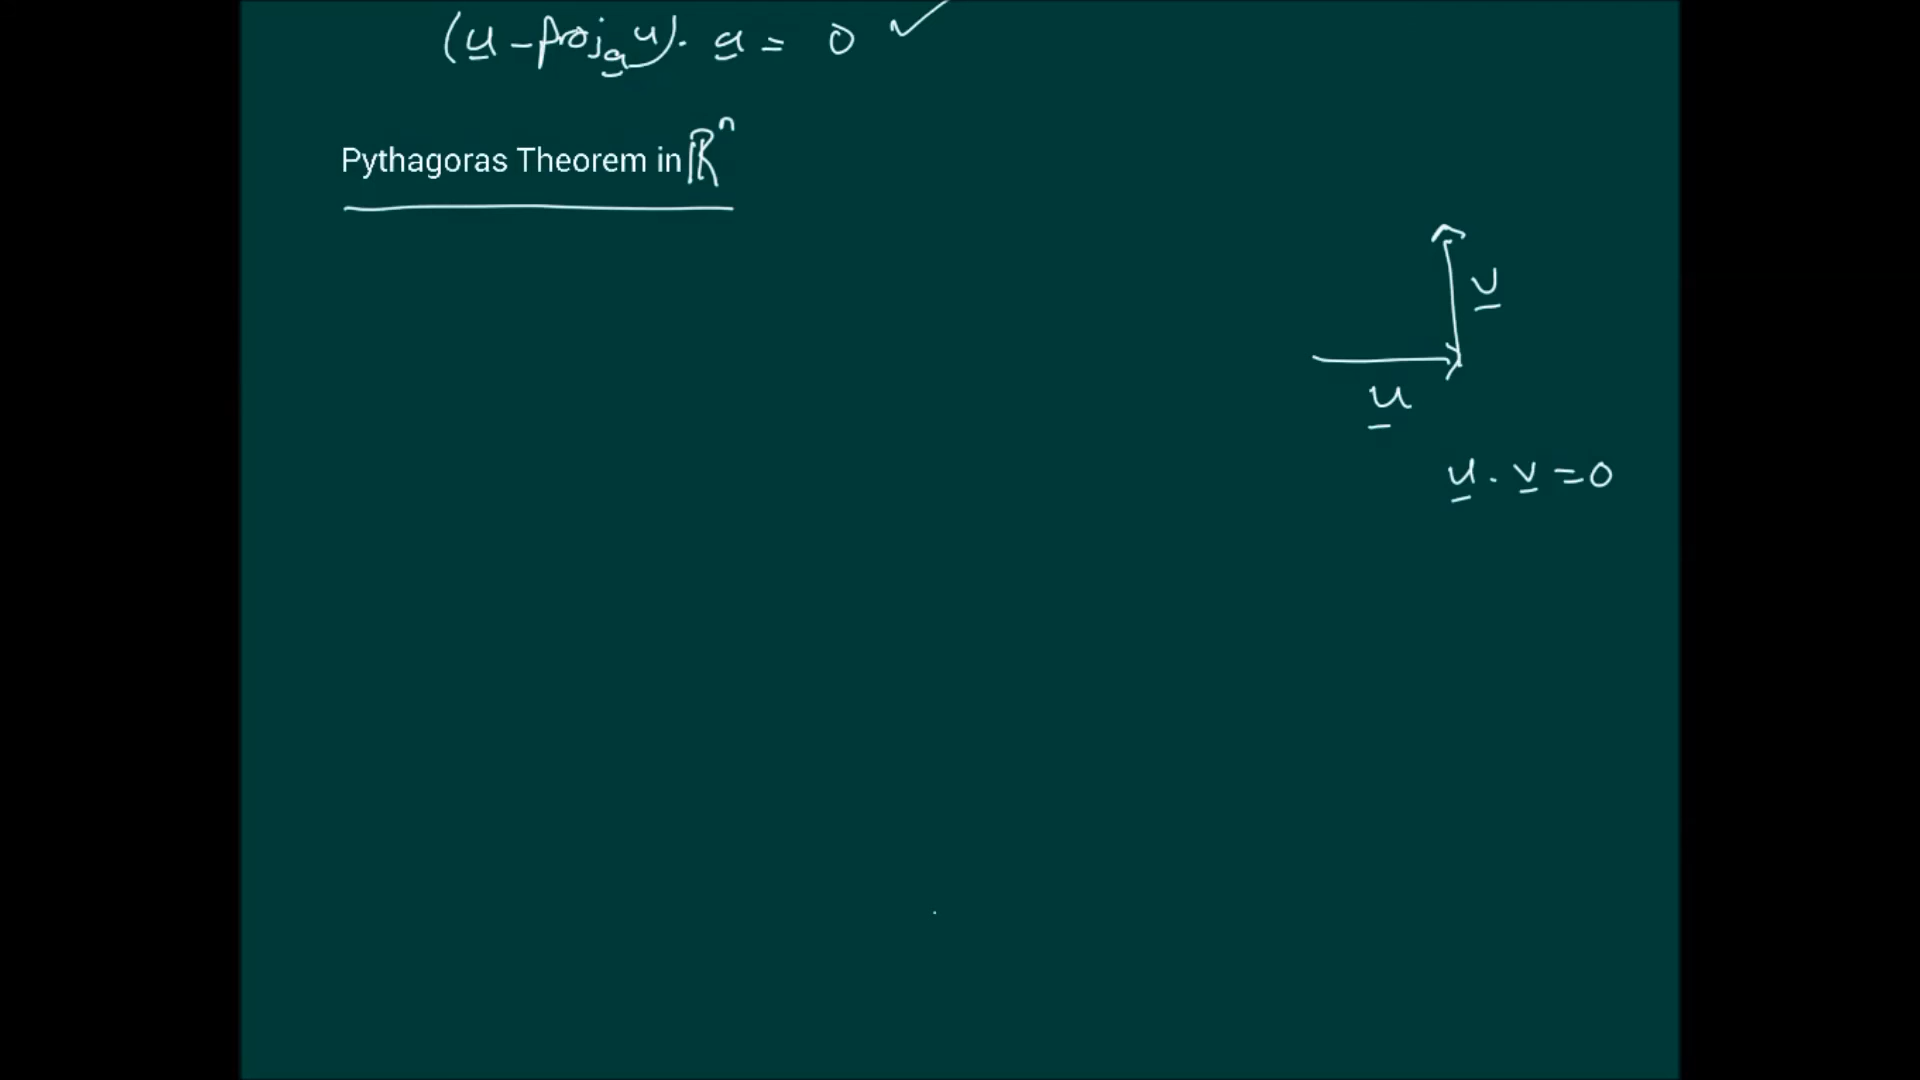 (u - proj_a u) · a = 0 ✓
Pythagoras Theorem in ℝⁿ
v
u
u · v = 0